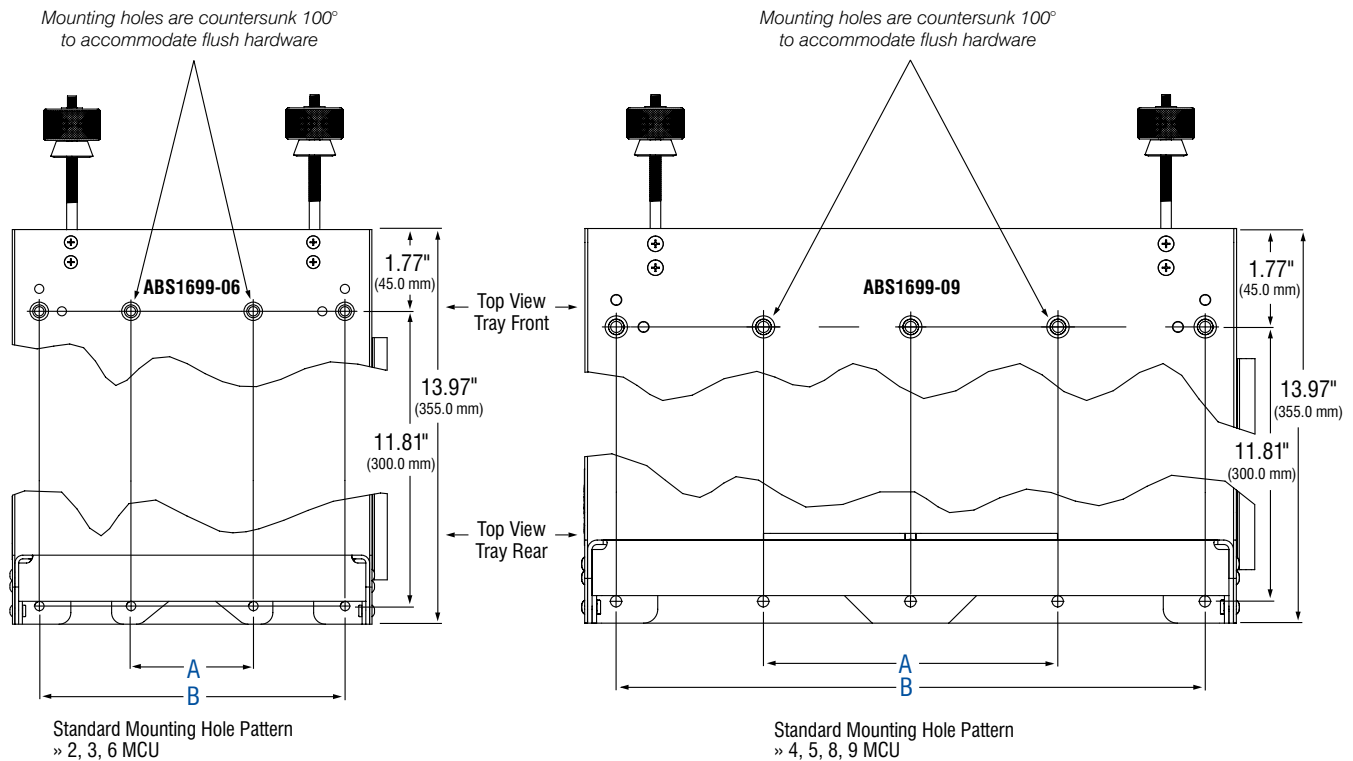 Mounting holes are countersunk 100°
to accommodate flush hardware
Mounting holes are countersunk 100°
to accommodate flush hardware
1.77"
(45.0 mm)
ABS1699-06
Top View
Tray Front
13.97"
(355.0 mm)
11.81"
(300.0 mm)
Top View
Tray Rear
A
B
Standard Mounting Hole Pattern
» 2, 3, 6 MCU
1.77"
(45.0 mm)
ABS1699-09
13.97"
(355.0 mm)
11.81"
(300.0 mm)
A
B
Standard Mounting Hole Pattern
» 4, 5, 8, 9 MCU